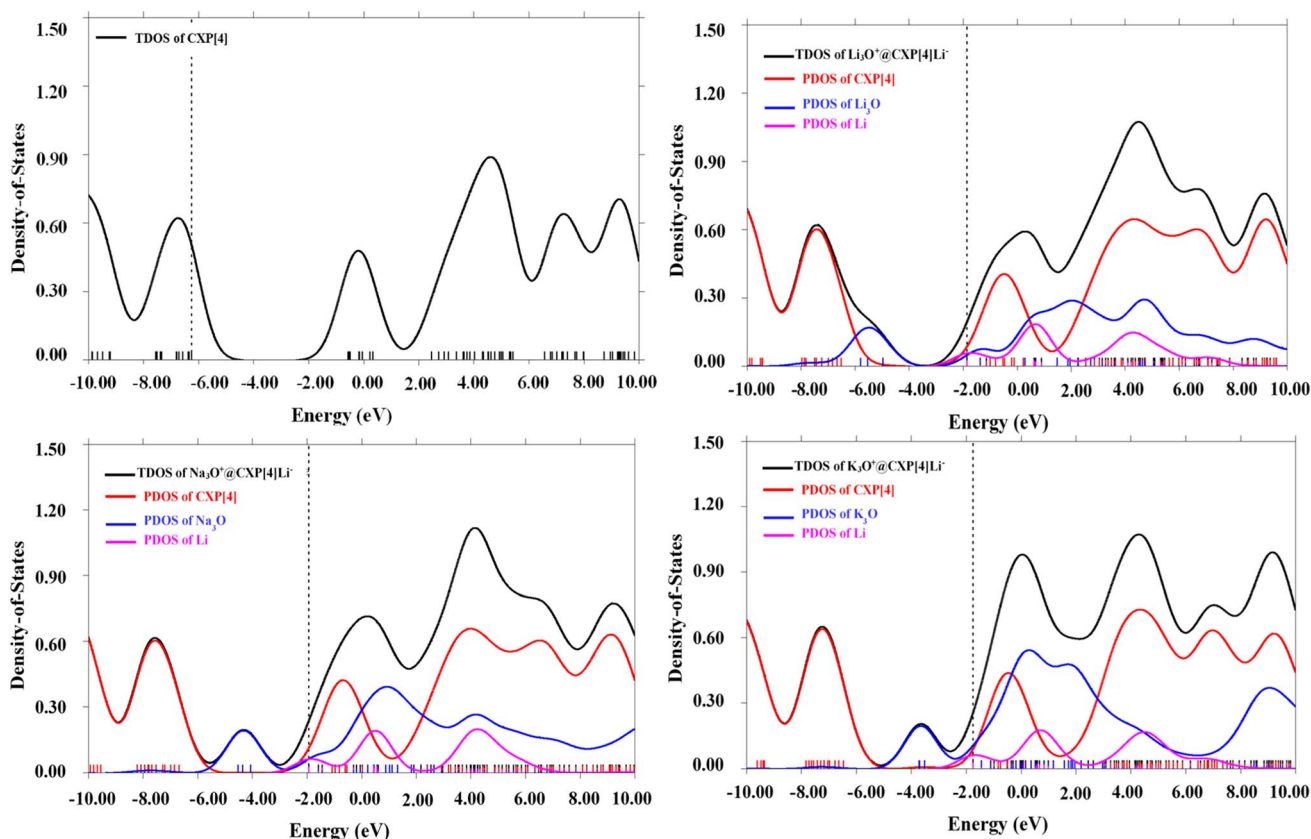 1.50
TDOS of CXP[4]
1.20
0.90
0.60
0.30
0.00
Density-of-States
-10.00 -8.00 -6.00 -4.00 -2.00 0.00 2.00 4.00 6.00 8.00 10.00
Energy (eV)
1.50
TDOS of Li₃O⁺@CXP[4]Li⁻
PDOS of CXP[4]
PDOS of Li₃O
PDOS of Li
1.20
0.90
0.60
0.30
0.00
Density-of-States
-10.00 -8.00 -6.00 -4.00 -2.00 0.00 2.00 4.00 6.00 8.00 10.00
Energy (eV)
1.50
TDOS of Na₃O⁺@CXP[4]Li⁻
PDOS of CXP[4]
PDOS of Na₃O
PDOS of Li
1.20
0.90
0.60
0.30
0.00
Density-of-States
-10.00 -8.00 -6.00 -4.00 -2.00 0.00 2.00 4.00 6.00 8.00 10.00
Energy (eV)
1.50
TDOS of K₃O⁺@CXP[4]Li⁻
PDOS of CXP[4]
PDOS of K₃O
PDOS of Li
1.20
0.90
0.60
0.30
0.00
Density-of-States
-10.00 -8.00 -6.00 -4.00 -2.00 0.00 2.00 4.00 6.00 8.00 10.00
Energy (eV)